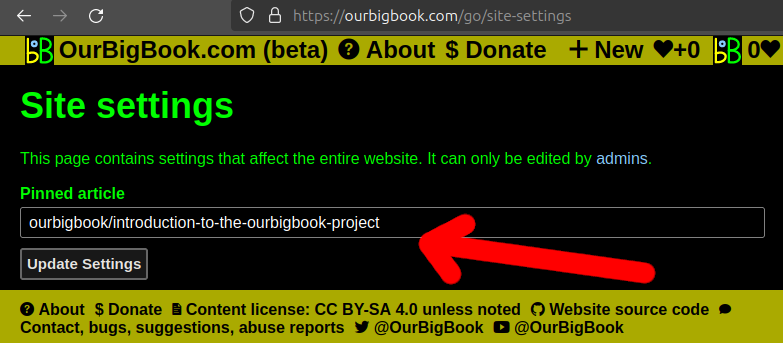 https://ourbigbook.com/go/site-settings
OurBigBook.com (beta) About $ Donate New +0 0
Site settings
This page contains settings that affect the entire website. It can only be edited by admins.
Pinned article
ourbigbook/introduction-to-the-ourbigbook-project
Update Settings
About $ Donate Content license: CC BY-SA 4.0 unless noted Website source code
Contact, bugs, suggestions, abuse reports @OurBigBook @OurBigBook